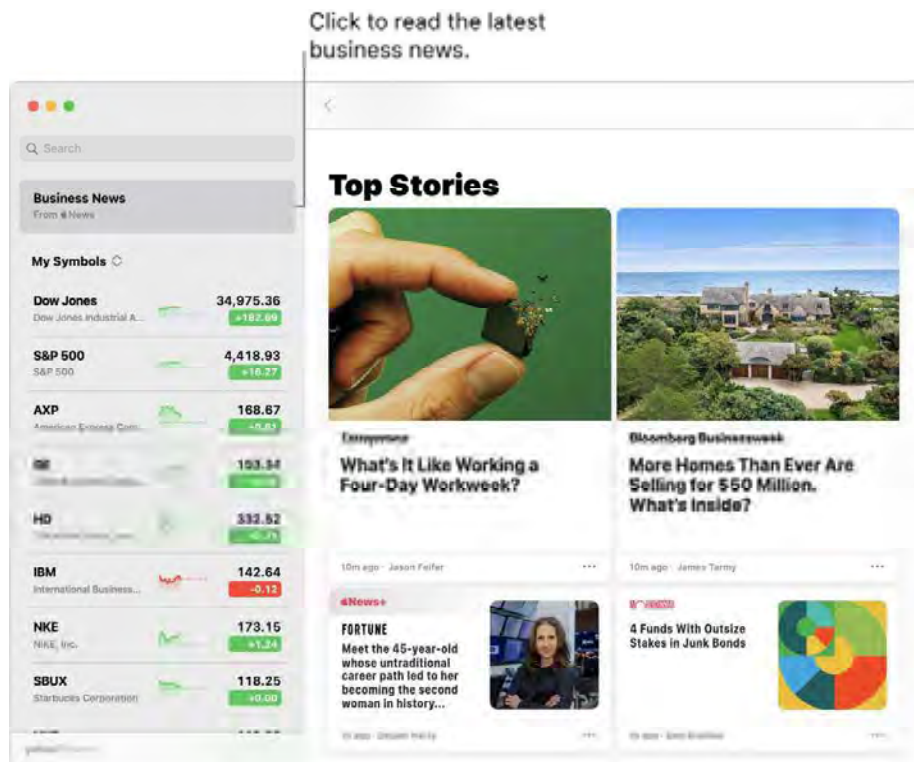 Click to read the latest
business news.
Search
Business News
From News
My Symbols
Dow Jones
34,975.36
Dow Jones Industrial A...
+182.69
S&P 500
4,418.93
S&P 500
+16.27
AXP
168.67
American Express Com...
332.52
HD
IBM
142.64
International Business...
-0.12
NKE
173.15
NIKE, Inc.
+1.24
SBUX
118.25
Starbucks Corporation
+0.00
Top Stories
What's It Like Working a
Four-Day Workweek?
10m ago · Jason Feifer
Bloomberg Businessweek
More Homes Than Ever Are
Selling for $50 Million.
What's Inside?
10m ago · James Tarmy
News+
FORTUNE
Meet the 45-year-old
whose untraditional
career path led to her
becoming the second
woman in history...
4 Funds With Outsize
Stakes in Junk Bonds